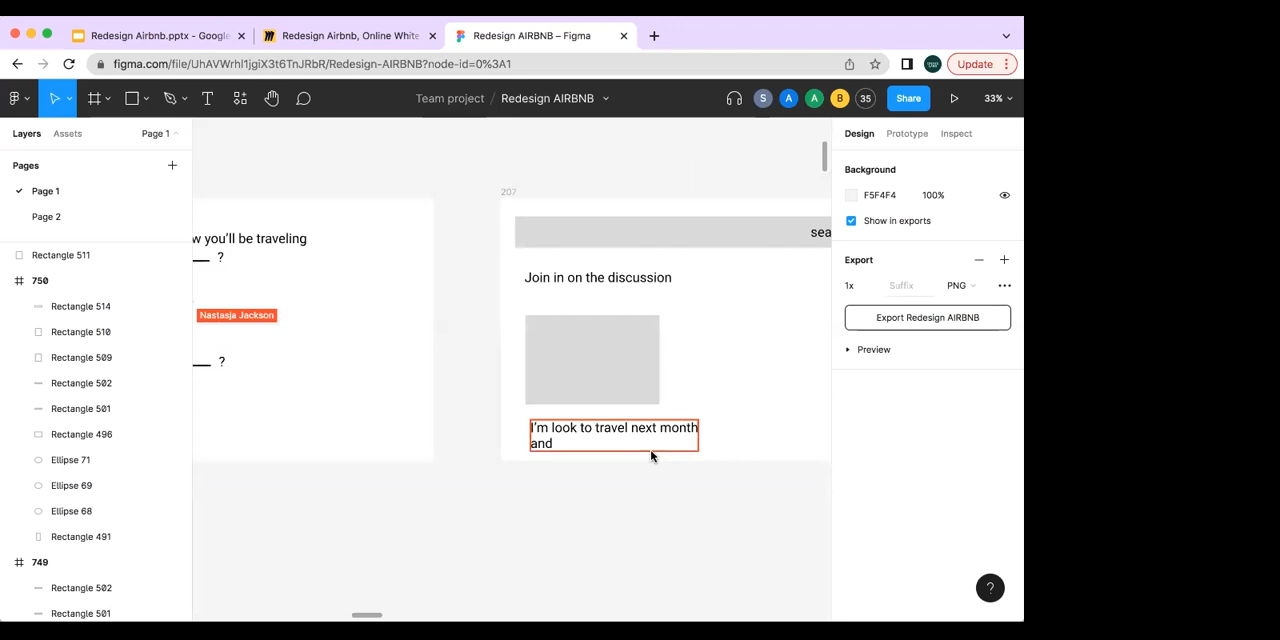 Redesign Airbnb.pptx - Google
Redesign Airbnb, Online White
Redesign AIRBNB – Figma
figma.com/file/UhAVWrhl1jgiX3t6TnJRbR/Redesign-AIRBNB?node-id=0%3A1
Update
Team project / Redesign AIRBNB
S
A
A
B
35
Share
33%
Layers
Assets
Page 1
Pages
Page 1
Page 2
Rectangle 511
750
Rectangle 514
Rectangle 510
Rectangle 509
Rectangle 502
Rectangle 501
Rectangle 496
Ellipse 71
Ellipse 69
Ellipse 68
Rectangle 491
749
Rectangle 502
Rectangle 501
w you'll be traveling
?
Nastasja Jackson
?
207
sea
Join in on the discussion
I'm look to travel next month
and
Design
Prototype
Inspect
Background
F5F4F4
100%
Show in exports
Export
1x
Suffix
PNG
Export Redesign AIRBNB
Preview
?